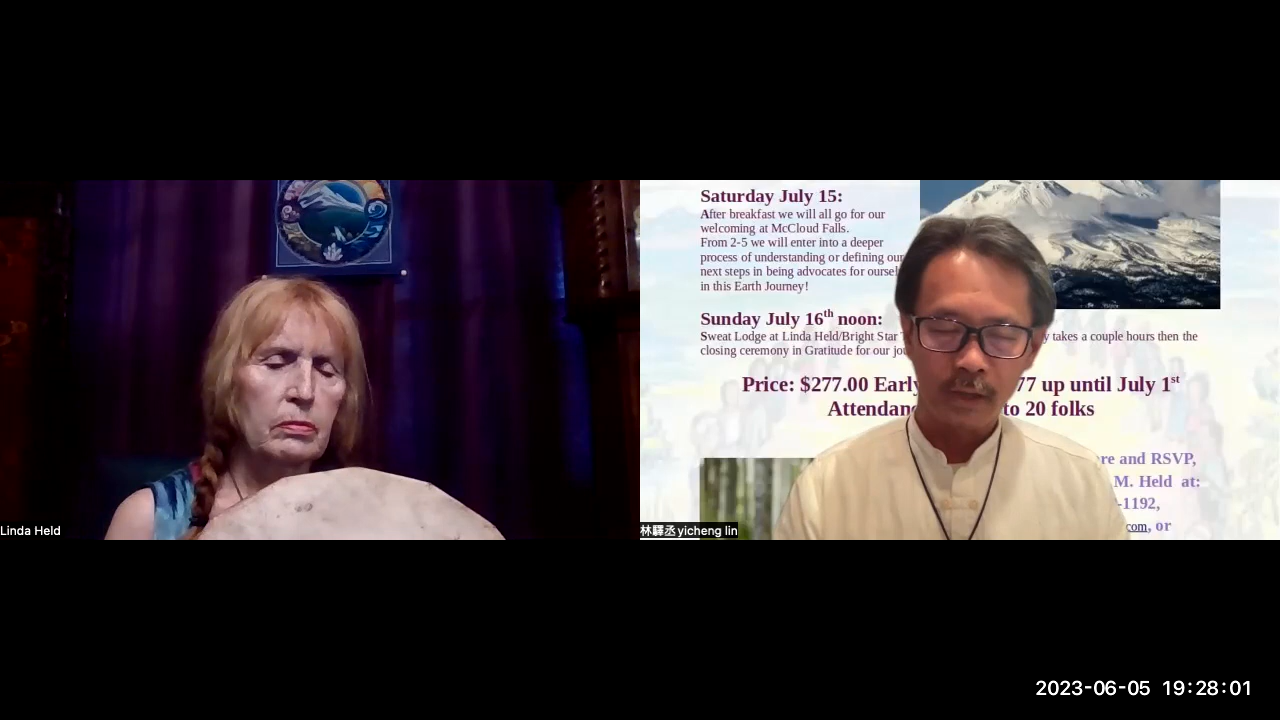 Saturday July 15:
After breakfast we will all go for our
welcoming at McCloud Falls.
From 2-5 we will enter into a deeper
process of understanding or defining our
next steps in being advocates for oursel
in this Earth Journey!
Sunday July 16th noon:
Sweat Lodge at Linda Held/Bright Star takes a couple hours then the
closing ceremony in Gratitude for our jou
Price: $277.00 Early 77 up until July 1st
Attendan to 20 folks
re and RSVP,
M. Held at:
-1192,
com, or
Linda Held
林驛丞 yicheng lin
2023-06-05 19:28:01